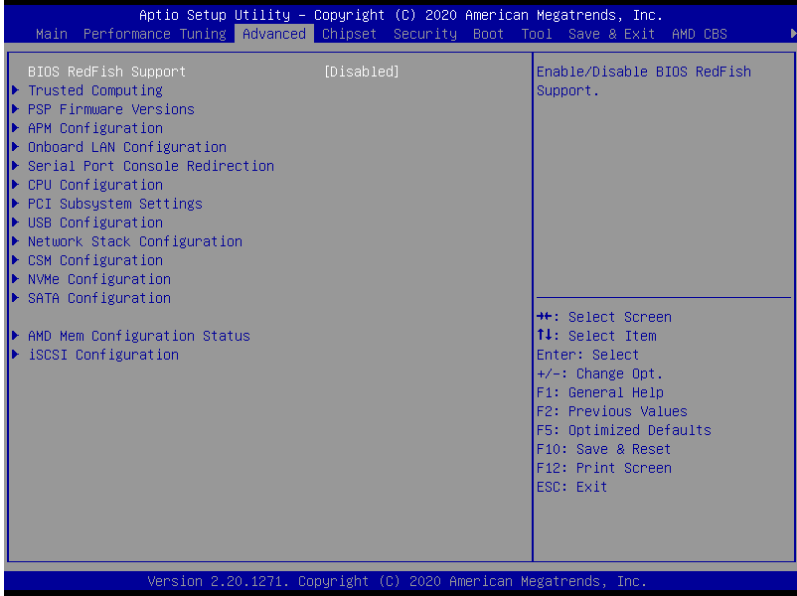 Aptio Setup Utility – Copyright (C) 2020 American Megatrends, Inc.
Main Performance Tuning Advanced Chipset Security Boot Tool Save & Exit AMD CBS
BIOS RedFish Support [Disabled]
Trusted Computing
PSP Firmware Versions
APM Configuration
Onboard LAN Configuration
Serial Port Console Redirection
CPU Configuration
PCI Subsystem Settings
USB Configuration
Network Stack Configuration
CSM Configuration
NVMe Configuration
SATA Configuration
AMD Mem Configuration Status
iSCSI Configuration
Enable/Disable BIOS RedFish
Support.
→←: Select Screen
↑↓: Select Item
Enter: Select
+/-: Change Opt.
F1: General Help
F2: Previous Values
F5: Optimized Defaults
F10: Save & Reset
F12: Print Screen
ESC: Exit
Version 2.20.1271. Copyright (C) 2020 American Megatrends, Inc.